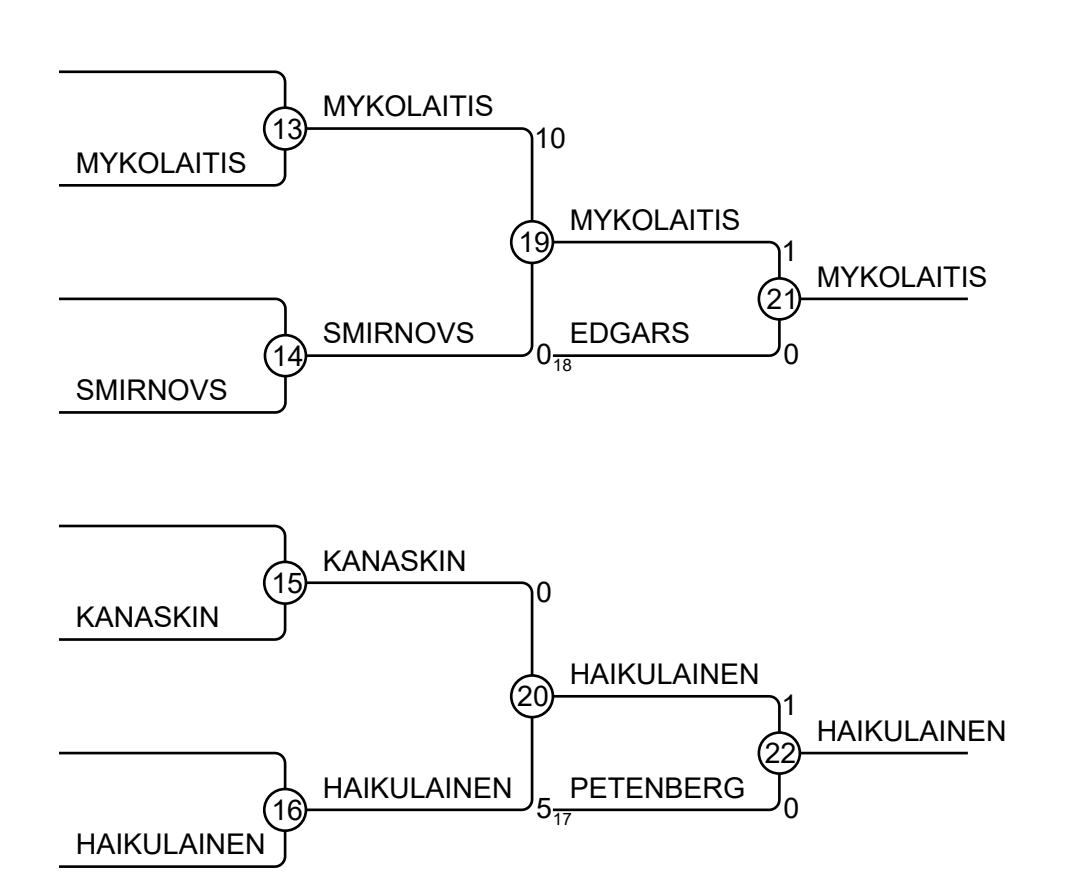 MYKOLAITIS
13
10
MYKOLAITIS
MYKOLAITIS
19
1
MYKOLAITIS
21
SMIRNOVS
EDGARS
14
0
18
0
SMIRNOVS
KANASKIN
15
0
KANASKIN
HAIKULAINEN
20
1
HAIKULAINEN
22
HAIKULAINEN
PETENBERG
16
5
17
0
HAIKULAINEN